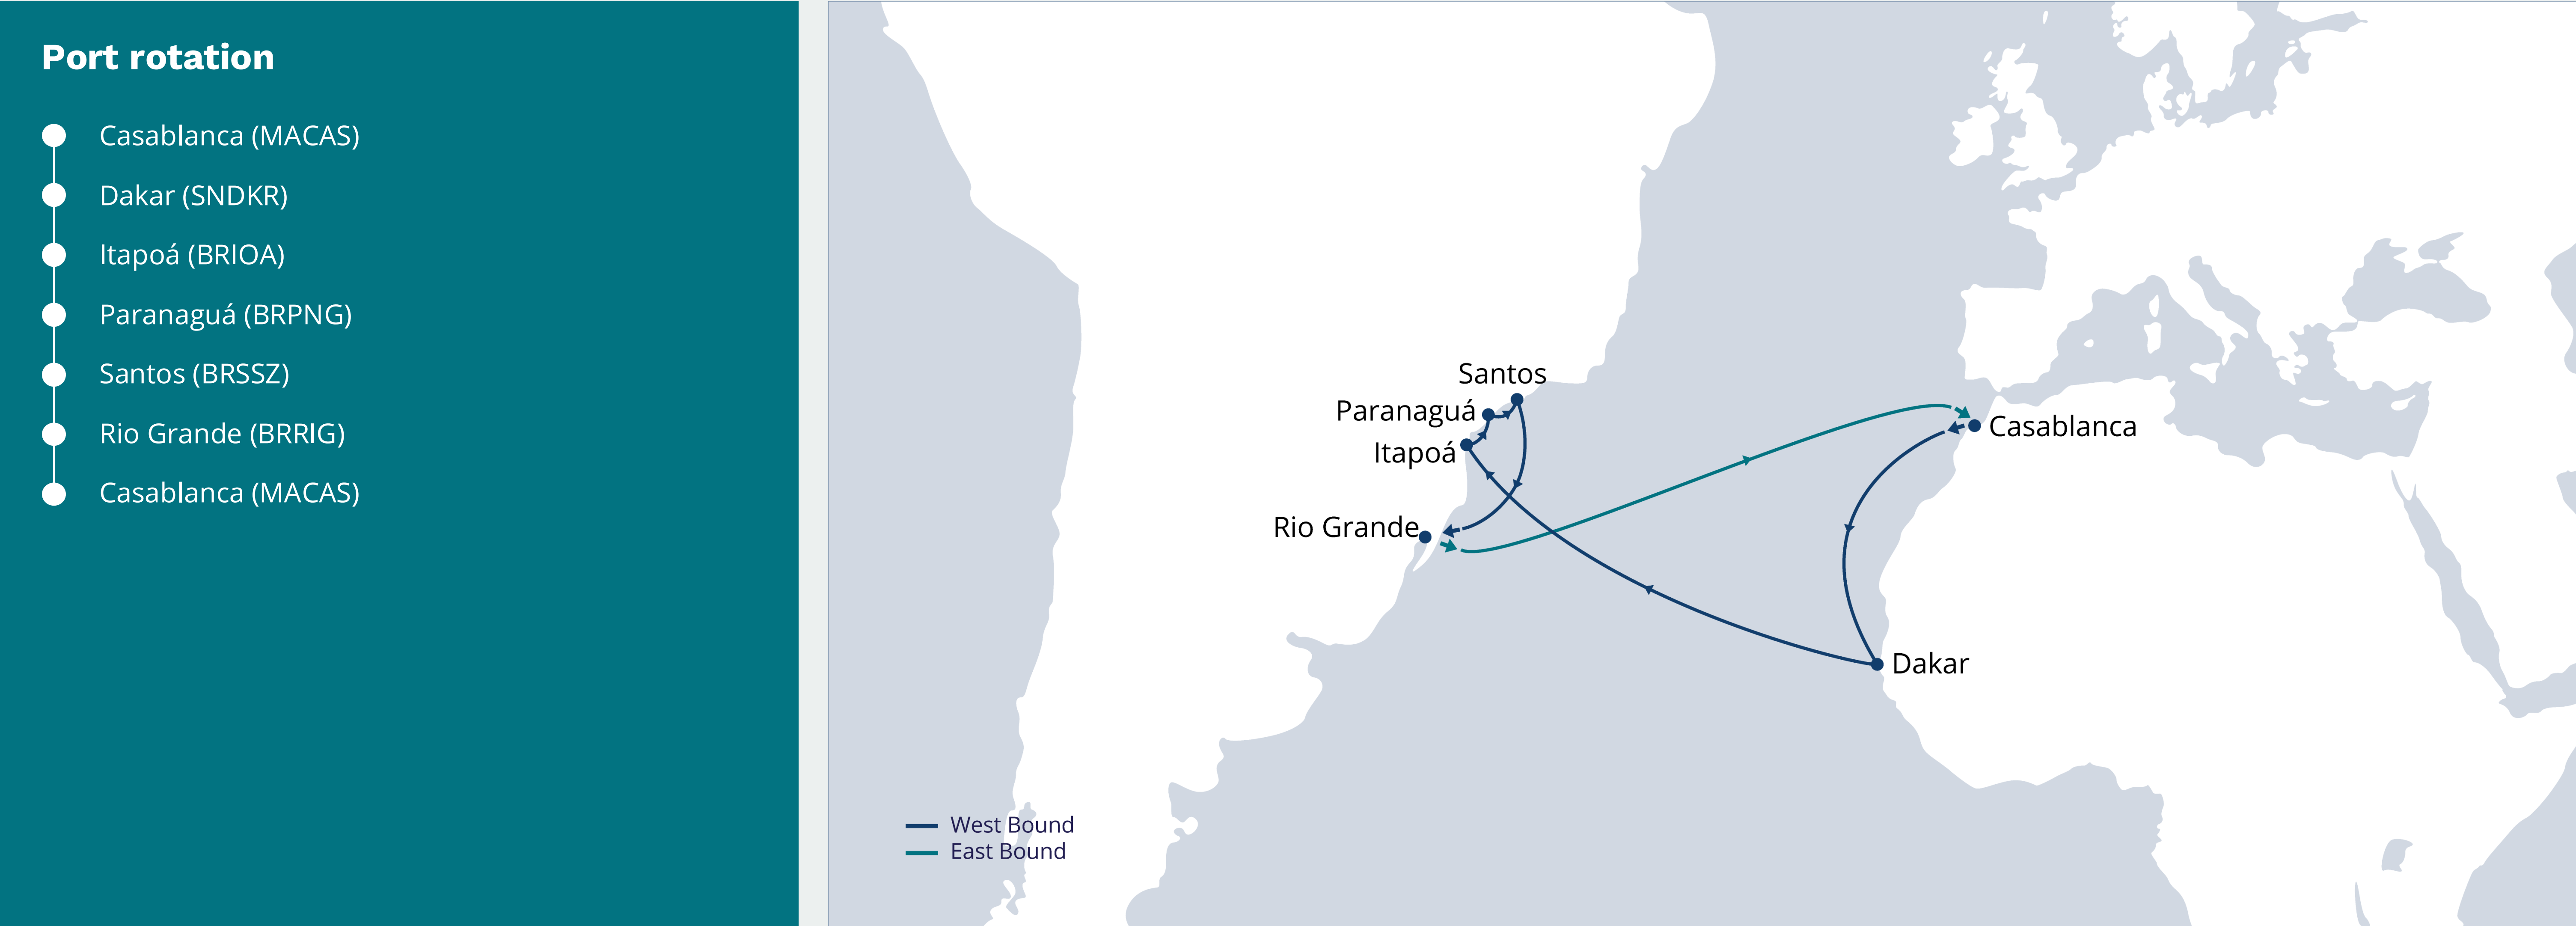 Port rotation
Casablanca (MACAS)
Dakar (SNDKR)
Itapoá (BRIOA)
Paranaguá (BRPNG)
Santos (BRSSZ)
Rio Grande (BRRIG)
Casablanca (MACAS)
Santos
Paranaguá
Itapoá
Rio Grande
Casablanca
Dakar
West Bound
East Bound